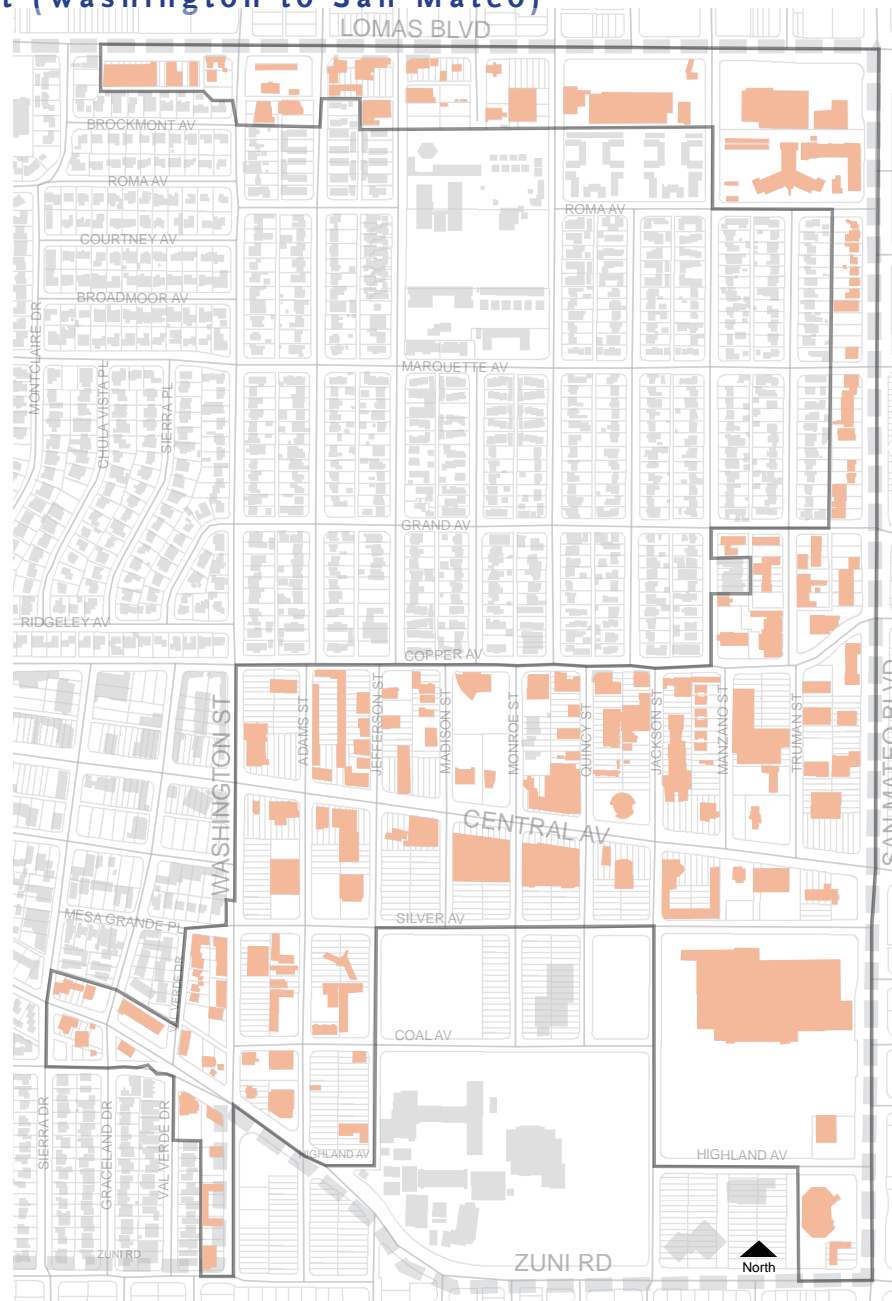 t (Washington to San Mateo)
LOMAS BLVD
BROCKMONT AV
ROMA AV
ROMA AV
COURTNEY AV
BROADMOOR AV
MONTCLAIRE DR
MARQUETTE AV
CHULA VISTA PL
SIERRA PL
GRAND AV
RIDGELEY AV
COPPER AV
WASHINGTON ST
ADAMS ST
JEFFERSON ST
MADISON ST
MONROE ST
QUINCY ST
JACKSON ST
MANZANO ST
TRUMAN ST
SAN MATEO BLVD
CENTRAL AV
MESA GRANDE PL
SILVER AV
VAL VERDE DR
COAL AV
SIERRA DR
GRACELAND DR
VAL VERDE DR
HIGHLAND AV
HIGHLAND AV
ZUNI RD
ZUNI RD
North